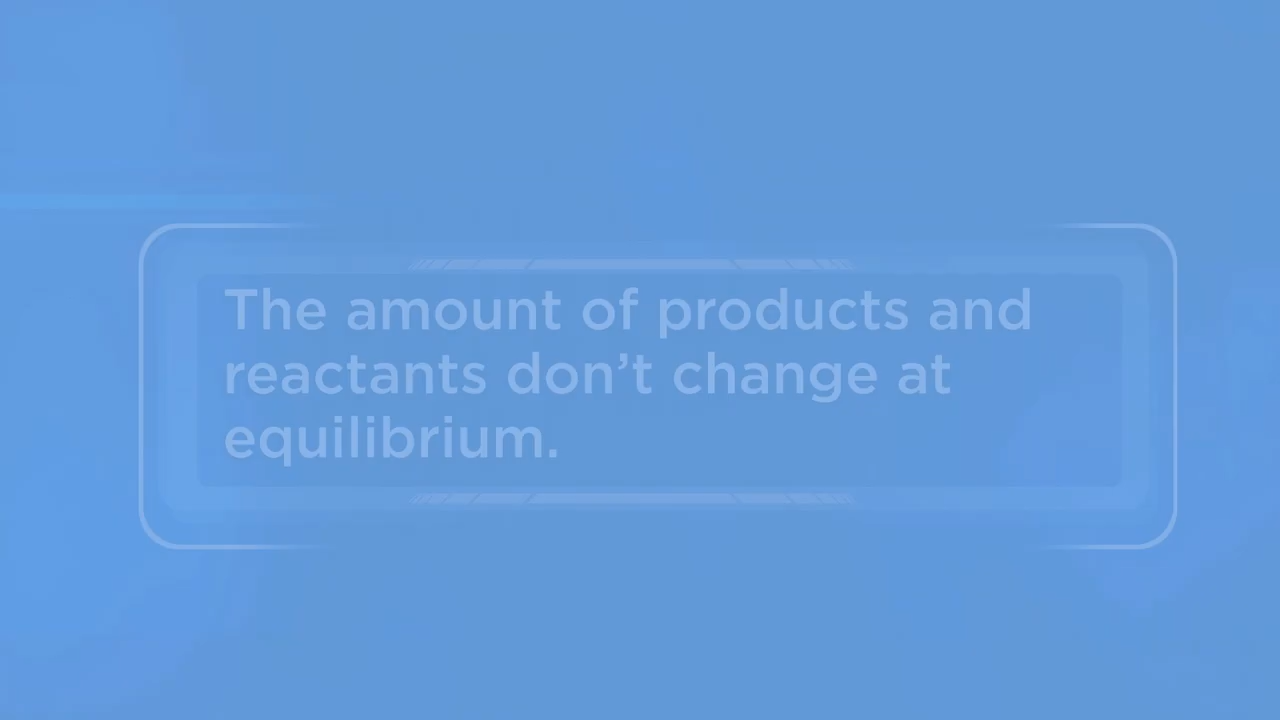 The amount of products and
reactants don’t change at
equilibrium.